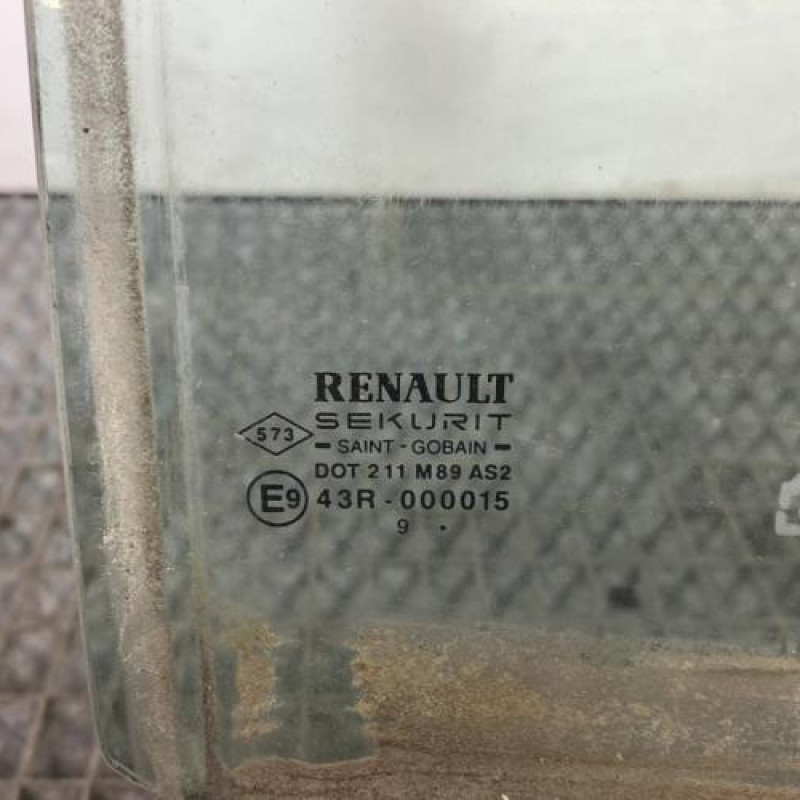 RENAULT
SEKURIT
573
SAINT - GOBAIN
DOT 211 M89 AS2
E9 43R - 000015
9 .